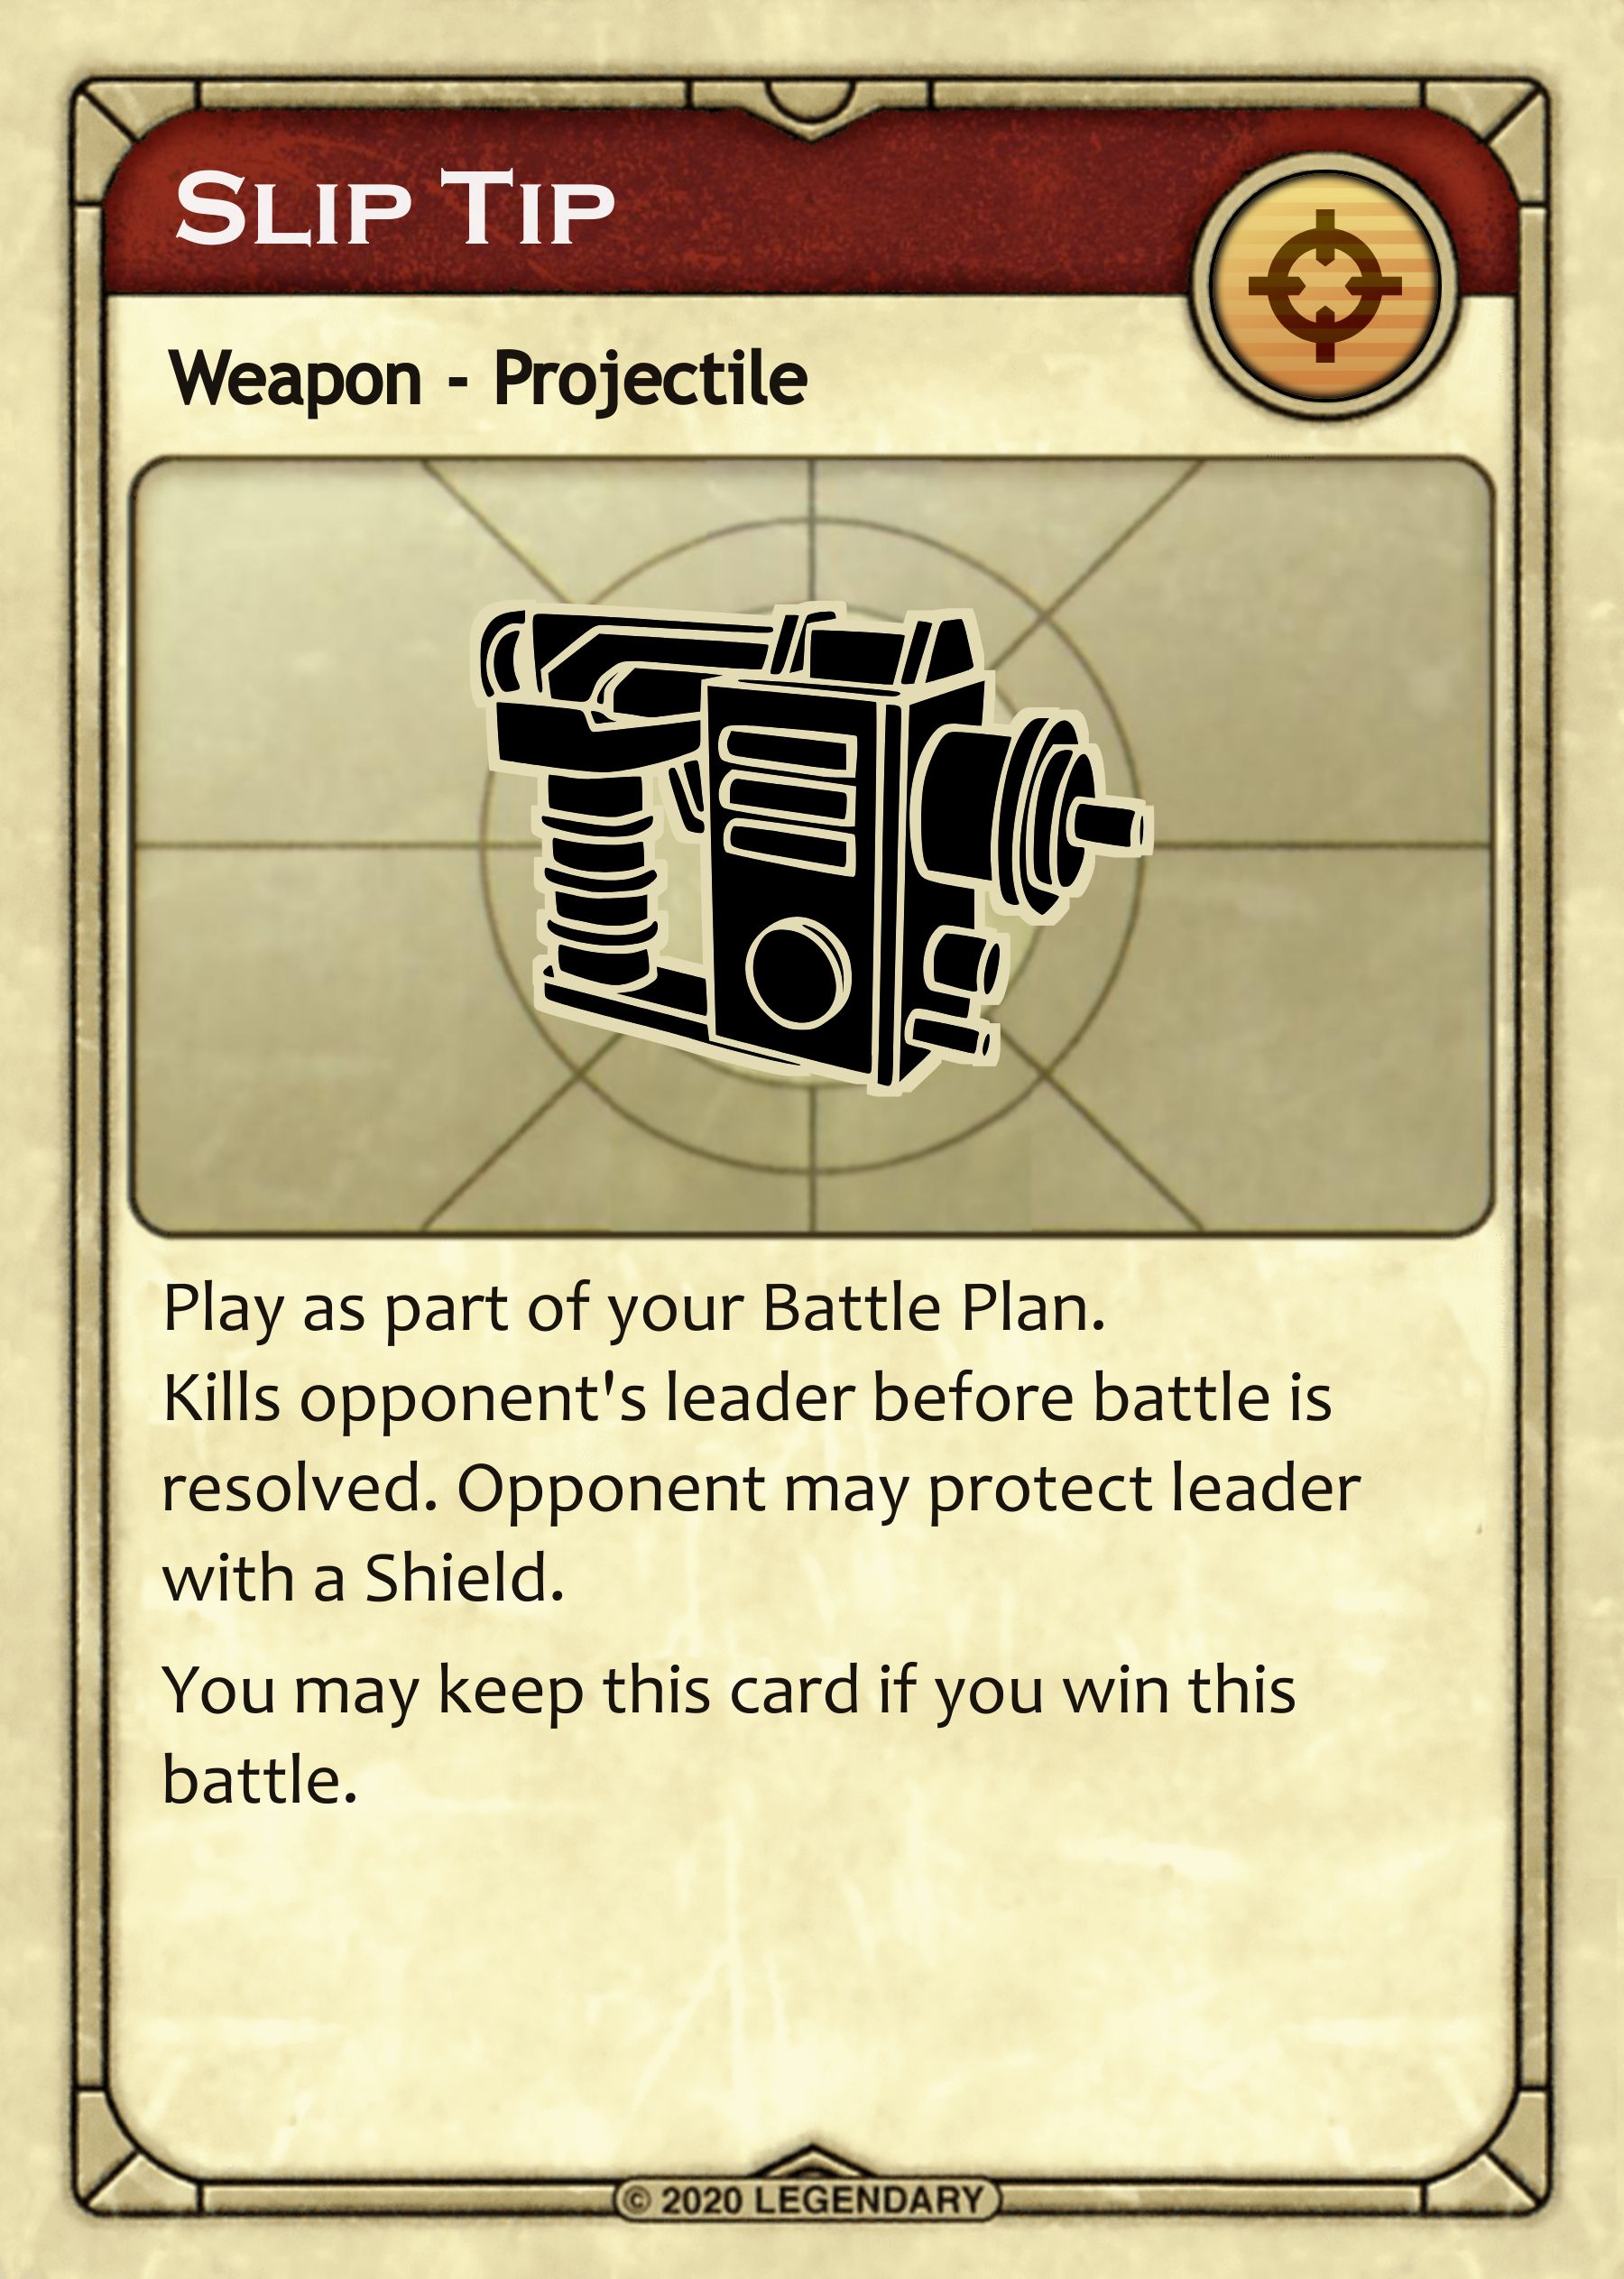 Slip Tip
Weapon - Projectile
Play as part of your Battle Plan.
Kills opponent's leader before battle is
resolved. Opponent may protect leader
with a Shield.
You may keep this card if you win this
battle.
© 2020 LEGENDARY